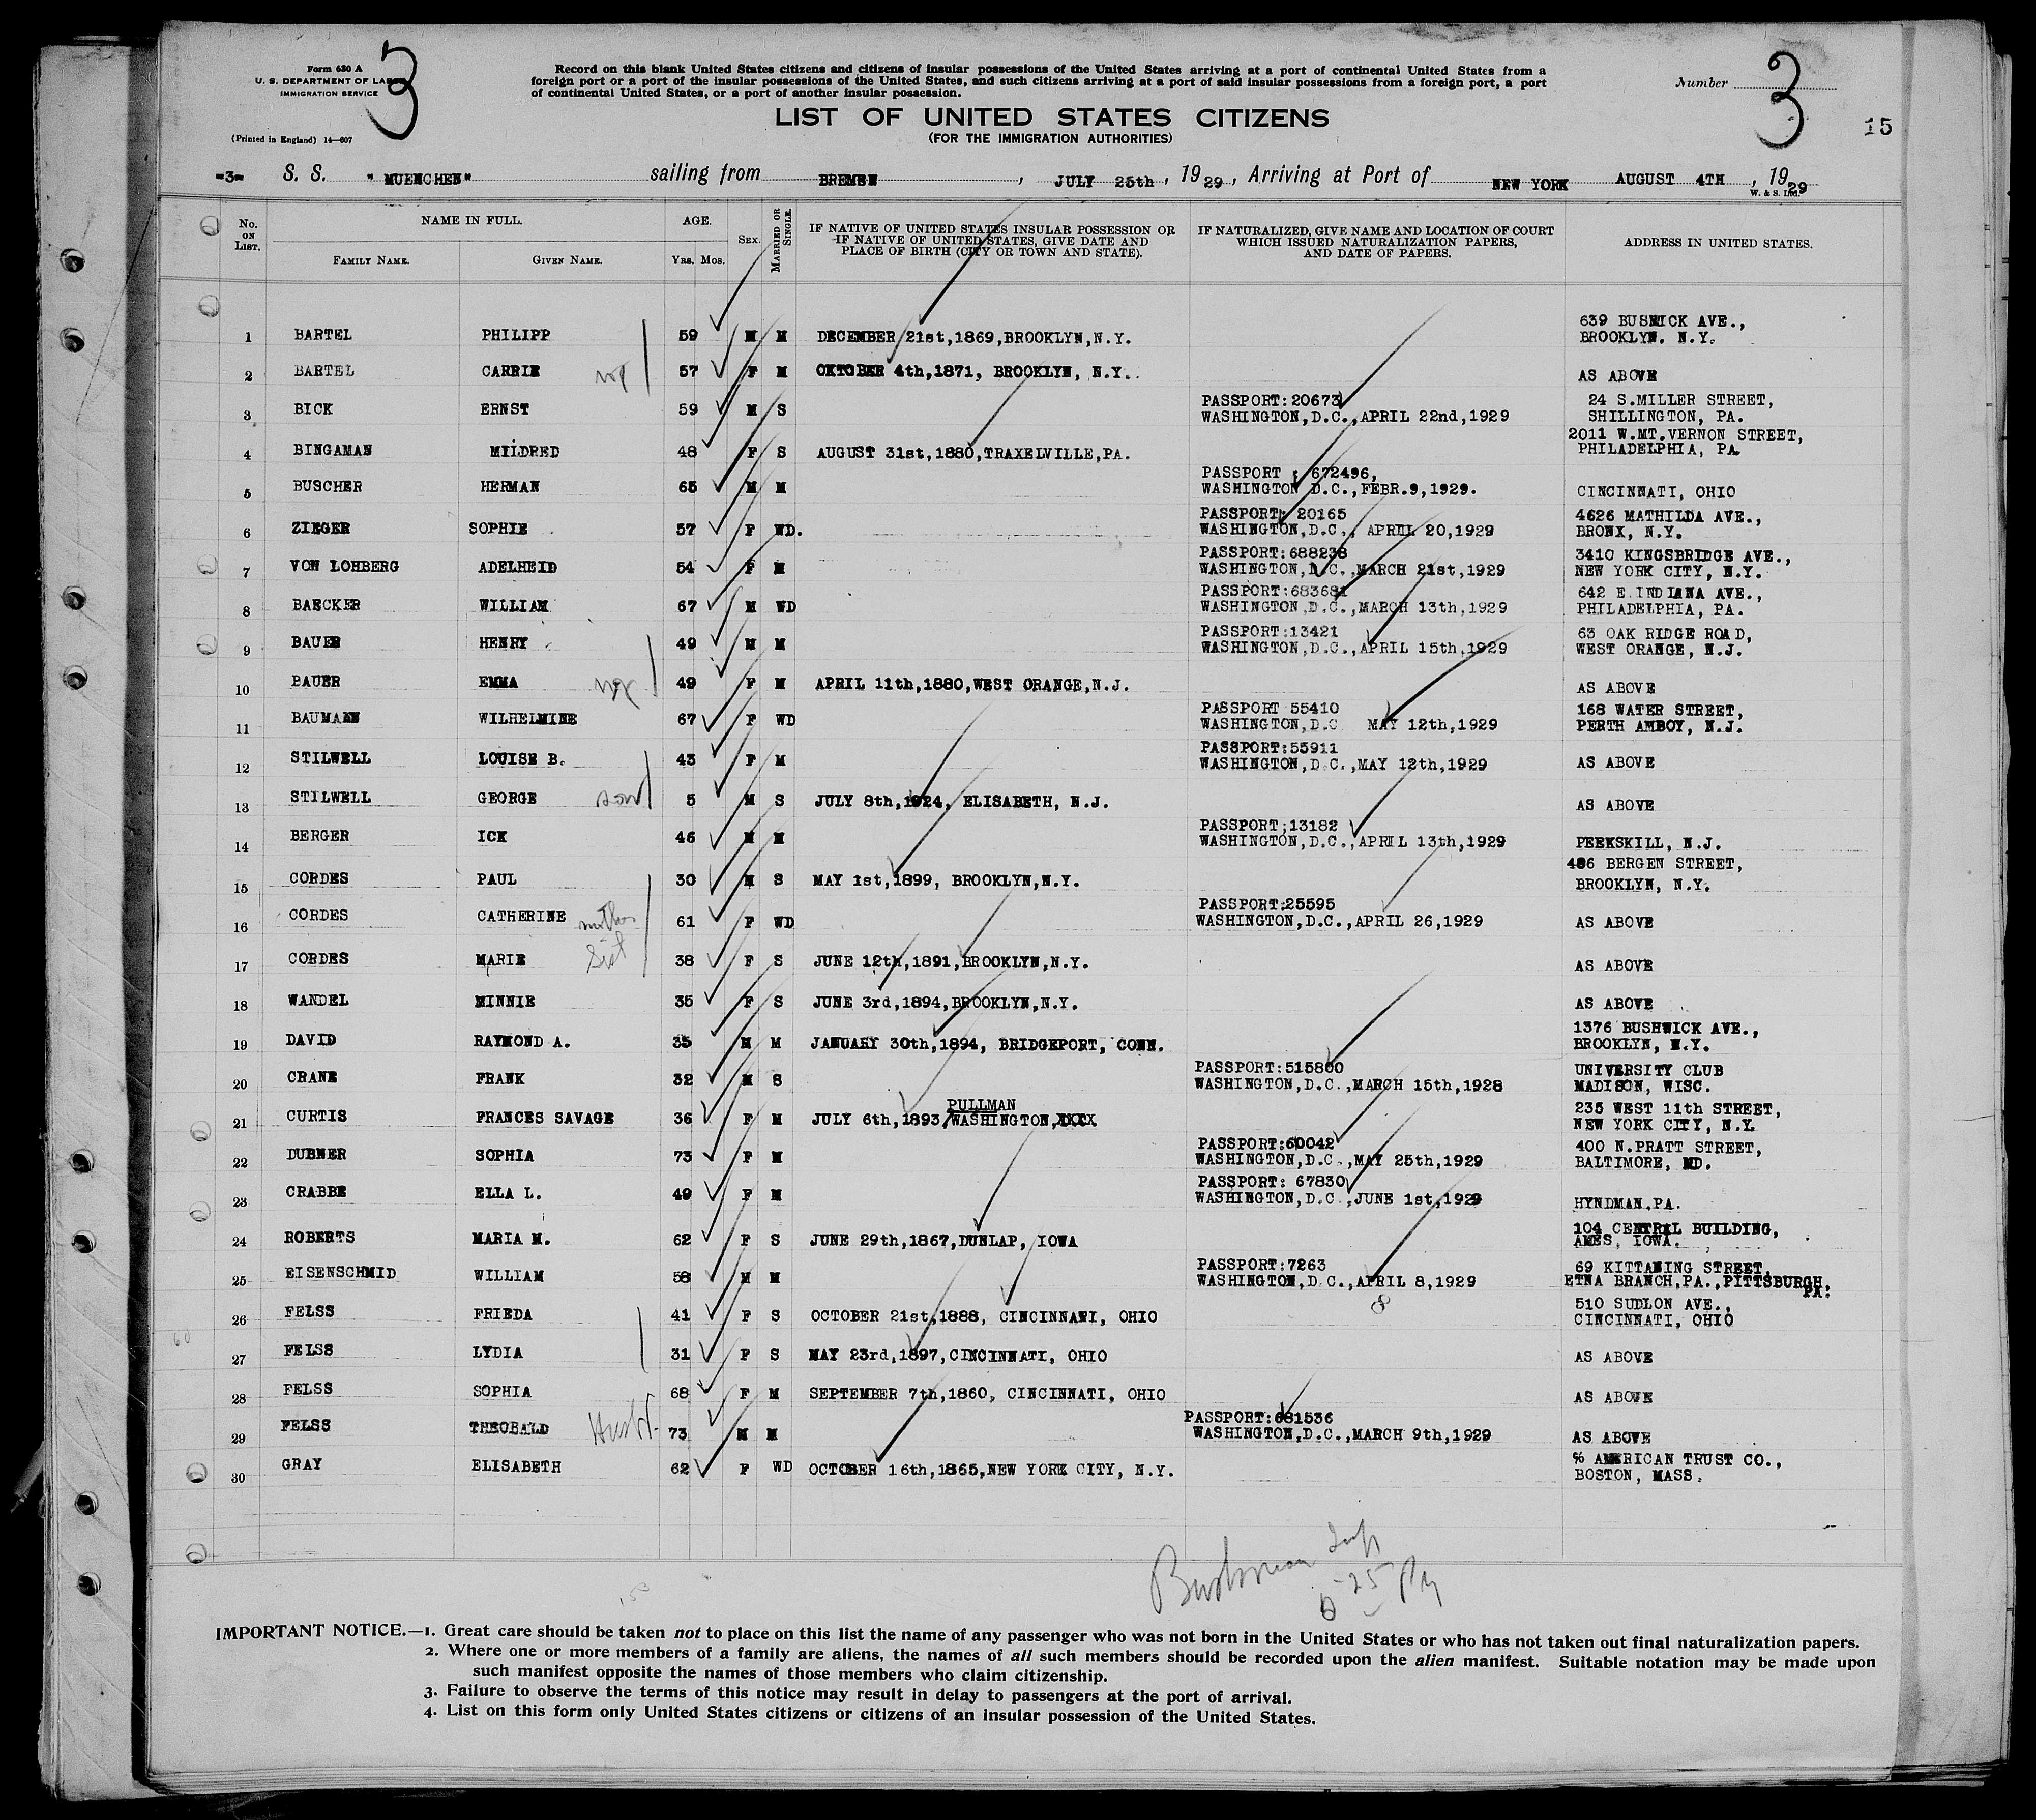 3
3
Form 630 A
U. S. DEPARTMENT OF LABOR
IMMIGRATION SERVICE
(Printed in England) 14—607
Record on this blank United States citizens and citizens of insular possessions of the United States arriving at a port of continental United States from a
foreign port or a port of the insular possessions of the United States, and such citizens arriving at a port of said insular possessions from a foreign port, a port
of continental United States, or a port of another insular possession.
Number
15
LIST OF UNITED STATES CITIZENS
(FOR THE IMMIGRATION AUTHORITIES)
-3- S. S. "MUENCHEN" sailing from BREMEN, JULY 25th, 1929, Arriving at Port of NEW YORK AUGUST 4TH, 1929
W. & S. Ltd.
No. ON LIST. NAME IN FULL. FAMILY NAME. GIVEN NAME. AGE. YRS. MOS. SEX. MARRIED OR SINGLE. IF NATIVE OF UNITED STATES INSULAR POSSESSION OR IF NATIVE OF UNITED STATES, GIVE DATE AND PLACE OF BIRTH (CITY OR TOWN AND STATE). IF NATURALIZED, GIVE NAME AND LOCATION OF COURT WHICH ISSUED NATURALIZATION PAPERS, AND DATE OF PAPERS. ADDRESS IN UNITED STATES.
1 BARTEL PHILIPP 59 M M DECEMBER 21st,1869,BROOKLYN,N.Y. 639 BUSWICK AVE., BROOKLYN. N.Y.
2 BARTEL CARRIE 57 F M OKTOBER 4th,1871, BROOKLYN, N.Y. AS ABOVE
3 BICK ERNST 59 M S PASSPORT:20673 WASHINGTON,D.C.,APRIL 22nd,1929 24 S.MILLER STREET, SHILLINGTON, PA.
4 BINGAMAN MILDRED 48 F S AUGUST 31st,1880,TRAXELVILLE,PA. 2011 W.MT.VERNON STREET, PHILADELPHIA, PA.
5 BUSCHER HERMAN 65 M M PASSPORT : 672496, WASHINGTON D.C.,FEBR.9,1929. CINCINNATI, OHIO
6 ZIEGER SOPHIE 57 F WD. PASSPORT: 20165 WASHINGTON,D.C., APRIL 20,1929 4626 MATHILDA AVE., BRONX, N.Y.
7 VON LOHBERG ADELHEID 54 F M PASSPORT:688238 WASHINGTON,D.C.,MARCH 21st,1929 3410 KINGSBRIDGE AVE., NEW YORK CITY, N.Y.
8 BAECKER WILLIAM 67 M WD PASSPORT:683681 WASHINGTON,D.C.,MARCH 13th,1929 642 E.INDIANA AVE., PHILADELPHIA, PA.
9 BAUER HENRY 49 M M PASSPORT:13421 WASHINGTON,D.C.,APRIL 15th,1929 63 OAK RIDGE ROAD, WEST ORANGE, N.J.
10 BAUER EMMA 49 F M APRIL 11th,1880,WEST ORANGE,N.J. AS ABOVE
11 BAUMANN WILHELMINE 67 F WD PASSPORT 55410 WASHINGTON,D.C MAY 12th,1929 168 WATER STREET, PERTH AMBOY, N.J.
12 STILWELL LOUISE B. 43 F M PASSPORT:55911 WASHINGTON,D.C.,MAY 12th,1929 AS ABOVE
13 STILWELL GEORGE son 5 M S JULY 8th,1924, ELISABETH, N.J. AS ABOVE
14 BERGER ICK 46 M M PASSPORT:13182 WASHINGTON,D.C.,APRIL 13th,1929 PEEKSKILL, N.J.
15 CORDES PAUL 30 M S MAY 1st,1899, BROOKLYN,N.Y. 486 BERGEN STREET, BROOKLYN, N.Y.
16 CORDES CATHERINE mother 61 F WD PASSPORT:25595 WASHINGTON,D.C.,APRIL 26,1929 AS ABOVE
17 CORDES MARIE Sist 38 F S JUNE 12th,1891,BROOKLYN,N.Y. AS ABOVE
18 WANDEL MINNIE 35 F S JUNE 3rd,1894,BROOKLYN,N.Y. AS ABOVE
19 DAVID RAYMOND A. 35 M M JANUARY 30th,1894, BRIDGEPORT, CONN. 1376 BUSHWICK AVE., BROOKLYN, N.Y.
20 CRANE FRANK 32 M S PASSPORT:515800 WASHINGTON,D.C.,MARCH 15th,1928 UNIVERSITY CLUB MADISON, WISC.
21 CURTIS FRANCES SAVAGE 36 F M JULY 6th,1893, PULLMAN WASHINGTON,XXXX 235 WEST 11th STREET, NEW YORK CITY, N.Y.
22 DUBNER SOPHIA 73 F M PASSPORT:60042 WASHINGTON,D.C.,MAY 25th,1929 400 N.PRATT STREET, BALTIMORE, MD.
23 CRABBE ELLA L. 49 F M PASSPORT: 67830 WASHINGTON,D.C.,JUNE 1st,1929 HYNDMAN,PA.
24 ROBERTS MARIA M. 62 F S JUNE 29th,1867,DUNLAP, IOWA 104 CENTRAL BUILDING, AMES, IOWA.
25 EISENSCHMID WILLIAM 58 M M PASSPORT:7263 WASHINGTON,D.C.,APRIL 8,1929 69 KITTANING STREET, ETNA BRANCH,PA.,PITTSBURGH, PA.
26 FELSS FRIEDA 41 F S OCTOBER 21st,1888, CINCINNATI, OHIO 510 SUDLON AVE., CINCINNATI, OHIO
27 FELSS LYDIA 31 F S MAY 23rd,1897,CINCINNATI, OHIO AS ABOVE
28 FELSS SOPHIA 68 F M SEPTEMBER 7th,1860, CINCINNATI, OHIO AS ABOVE
29 FELSS THEOBALD Husb. 73 M M PASSPORT:681536 WASHINGTON,D.C.,MARCH 9th,1929 AS ABOVE
30 GRAY ELISABETH 62 F WD OCTOBER 16th,1865,NEW YORK CITY, N.Y. % AMERICAN TRUST CO., BOSTON, MASS.
IMPORTANT NOTICE.—1. Great care should be taken not to place on this list the name of any passenger who was not born in the United States or who has not taken out final naturalization papers.
2. Where one or more members of a family are aliens, the names of all such members should be recorded upon the alien manifest. Suitable notation may be made upon
such manifest opposite the names of those members who claim citizenship.
3. Failure to observe the terms of this notice may result in delay to passengers at the port of arrival.
4. List on this form only United States citizens or citizens of an insular possession of the United States.